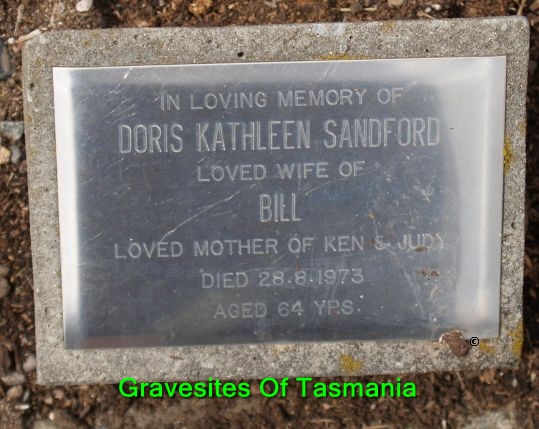 IN LOVING MEMORY OF
DORIS KATHLEEN SANDFORD
LOVED WIFE OF
BILL
LOVED MOTHER OF KEN & JUDY
DIED 28.8.1973
AGED 64 YRS.
©
Gravesites Of Tasmania